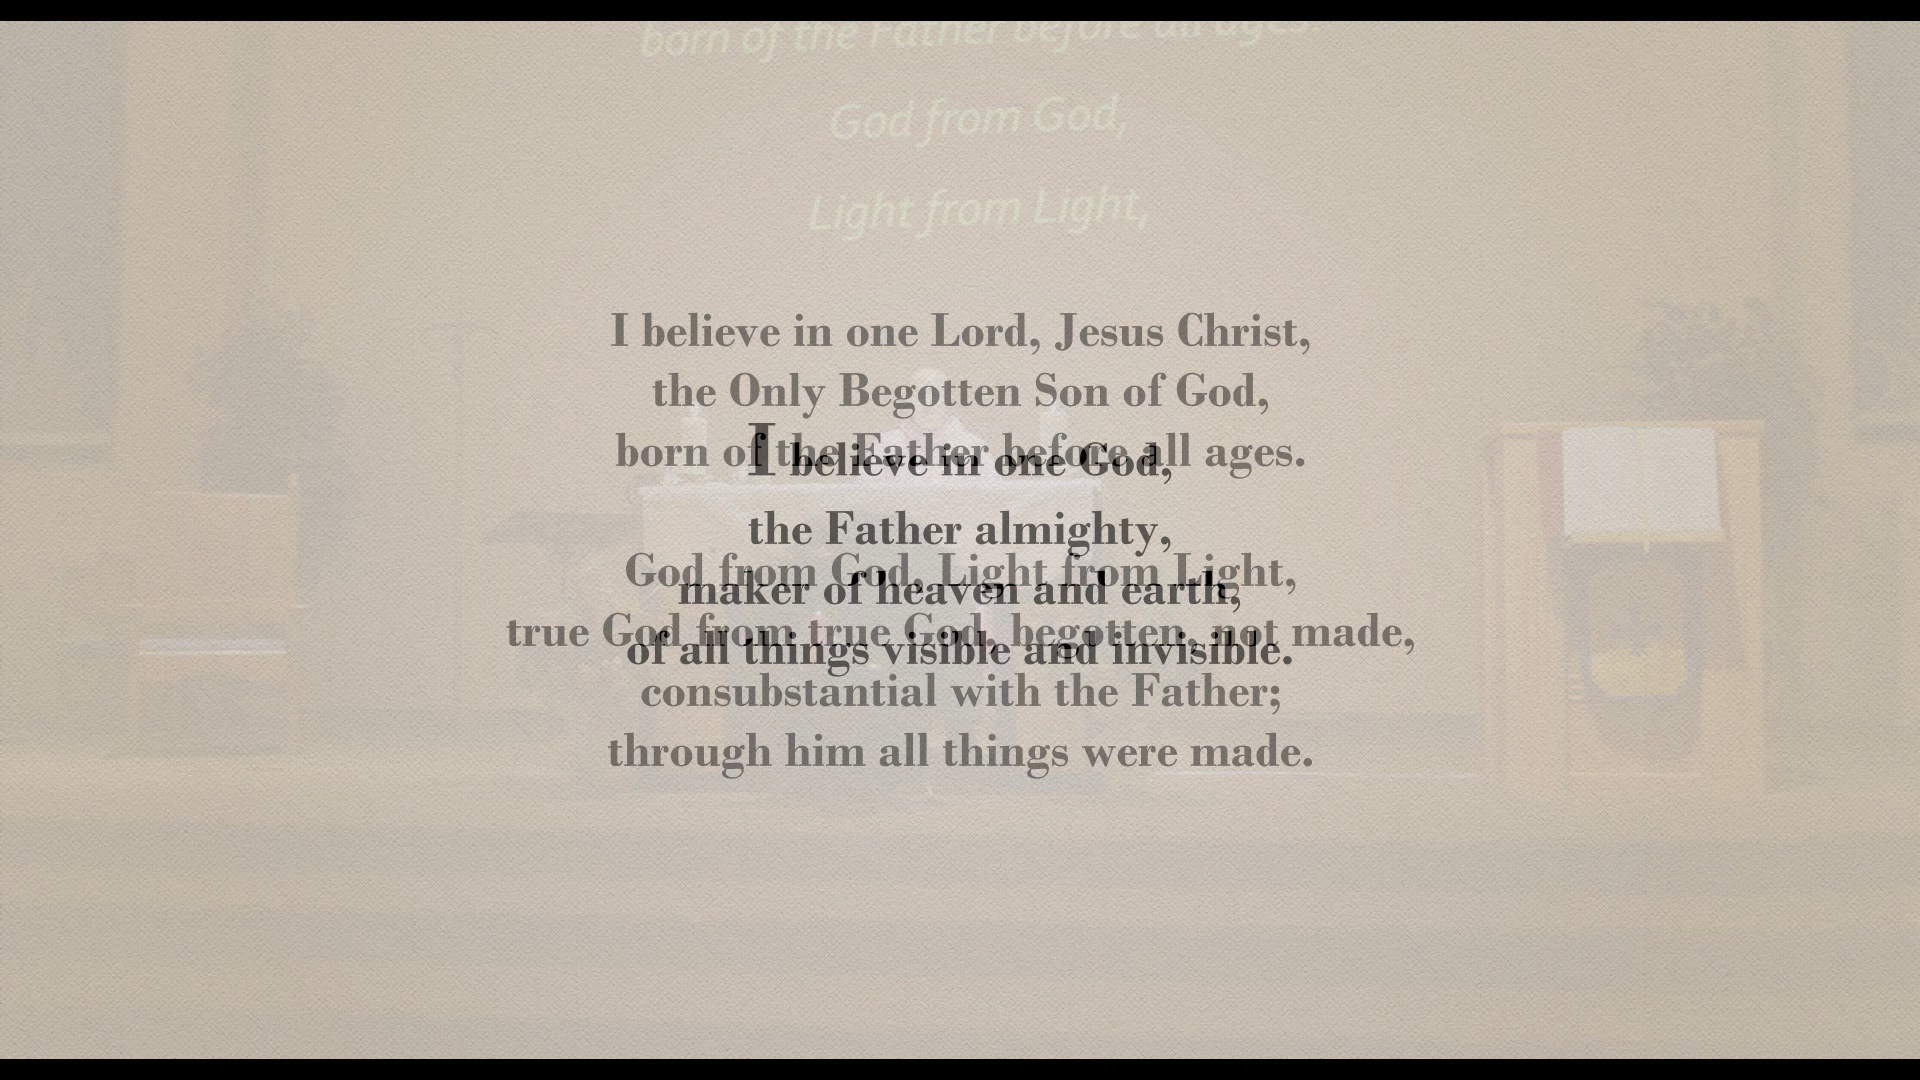 born of the Father before all ages.
God from God,
Light from Light,
I believe in one Lord, Jesus Christ,
the Only Begotten Son of God,
born of the Father before all ages.
I believe in one God,
the Father almighty,
God from God, Light from Light,
maker of heaven and earth,
true God from true God, begotten, not made,
of all things visible and invisible.
consubstantial with the Father;
through him all things were made.